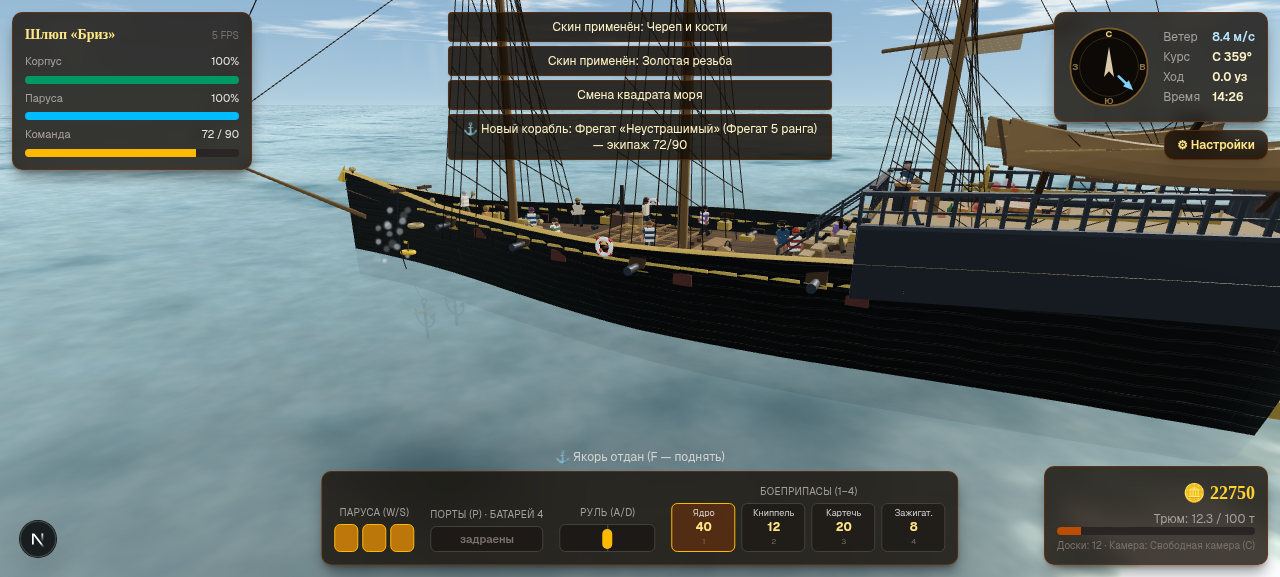 Шлюп «Бриз» 5 FPS
Корпус 100%
Паруса 100%
Команда 72 / 90
Скин применён: Череп и кости
Скин применён: Золотая резьба
Смена квадрата моря
⚓ Новый корабль: Фрегат «Неустрашимый» (Фрегат 5 ранга)
— экипаж 72/90
С
З В
Ю
Ветер 8.4 м/с
Курс С 359°
Ход 0.0 уз
Время 14:26
⚙ Настройки
⚓ Якорь отдан (F — поднять)
ПАРУСА (W/S)
ПОРТЫ (P) · БАТАРЕЙ 4
задраены
РУЛЬ (A/D)
БОЕПРИПАСЫ (1–4)
Ядро
40
1
Книппель
12
2
Картечь
20
3
Зажигат.
8
4
🪙 22750
Трюм: 12.3 / 100 т
Доски: 12 · Камера: Свободная камера (C)
N